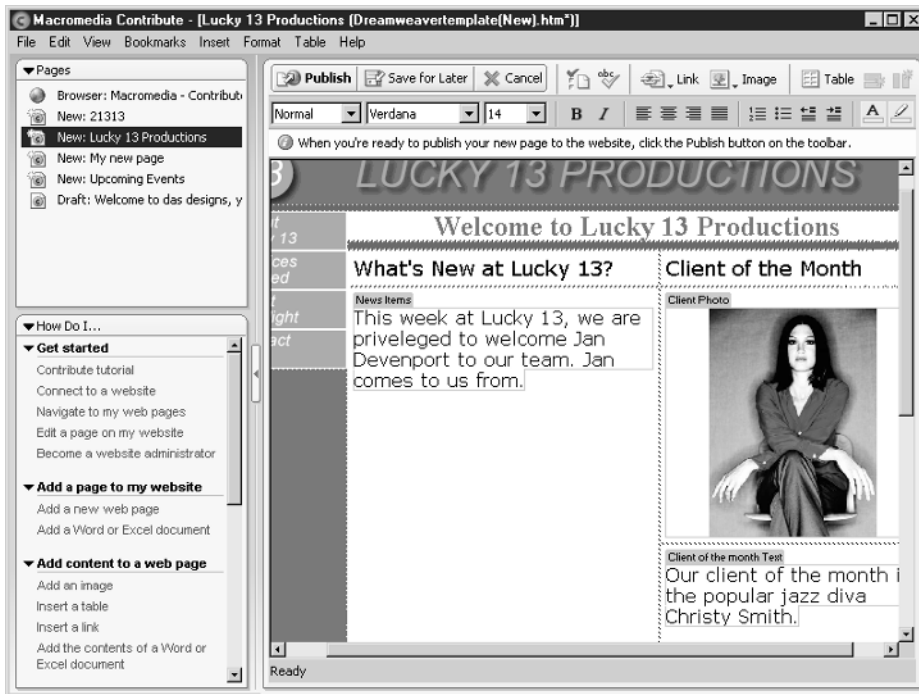 Macromedia Contribute - [Lucky 13 Productions (Dreamweavertemplate(New).htm*)]
File Edit View Bookmarks Insert Format Table Help
Pages
Browser: Macromedia - Contribut
New: 21313
New: Lucky 13 Productions
New: My new page
New: Upcoming Events
Draft: Welcome to das designs, y
How Do I...
Get started
Contribute tutorial
Connect to a website
Navigate to my web pages
Edit a page on my website
Become a website administrator
Add a page to my website
Add a new web page
Add a Word or Excel document
Add content to a web page
Add an image
Insert a table
Insert a link
Add the contents of a Word or
Excel document
Publish Save for Later Cancel abc Link Image Table
Normal Verdana 14 B I A
When you're ready to publish your new page to the website, click the Publish button on the toolbar.
3 LUCKY 13 PRODUCTIONS
Welcome to Lucky 13 Productions
13
What's New at Lucky 13?
Client of the Month
News Items
This week at Lucky 13, we are
priveleged to welcome Jan
Devenport to our team. Jan
comes to us from.
Client Photo
Client of the month Text
Our client of the month i
the popular jazz diva
Christy Smith.
Ready